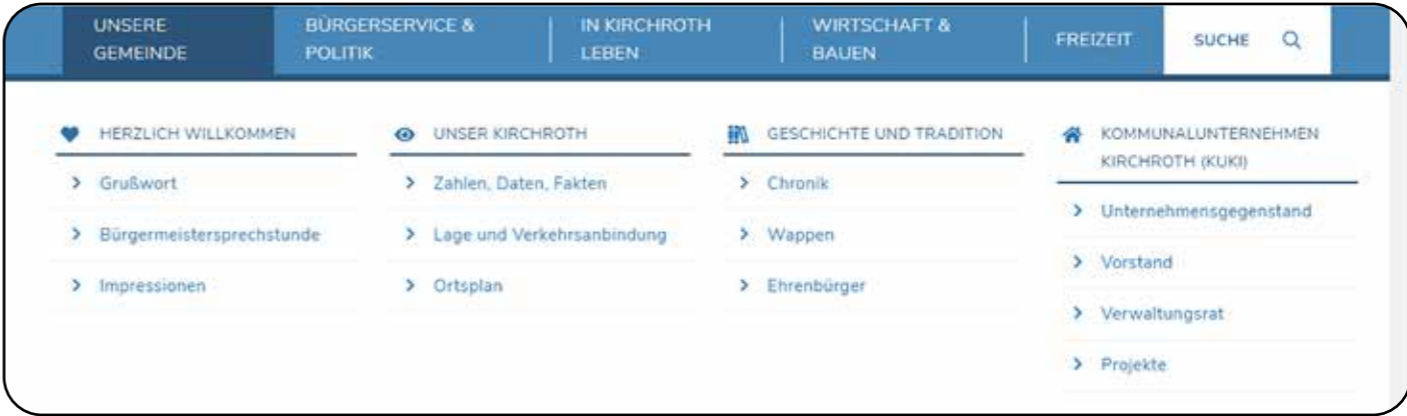 UNSERE
GEMEINDE
BÜRGERSERVICE &
POLITIK
IN KIRCHROTH
LEBEN
WIRTSCHAFT &
BAUEN
FREIZEIT
SUCHE
HERZLICH WILLKOMMEN
Grußwort
Bürgermeistersprechstunde
Impressionen
UNSER KIRCHROTH
Zahlen, Daten, Fakten
Lage und Verkehrsanbindung
Ortsplan
GESCHICHTE UND TRADITION
Chronik
Wappen
Ehrenbürger
KOMMUNALUNTERNEHMEN
KIRCHROTH (KUKI)
Unternehmensgegenstand
Vorstand
Verwaltungsrat
Projekte